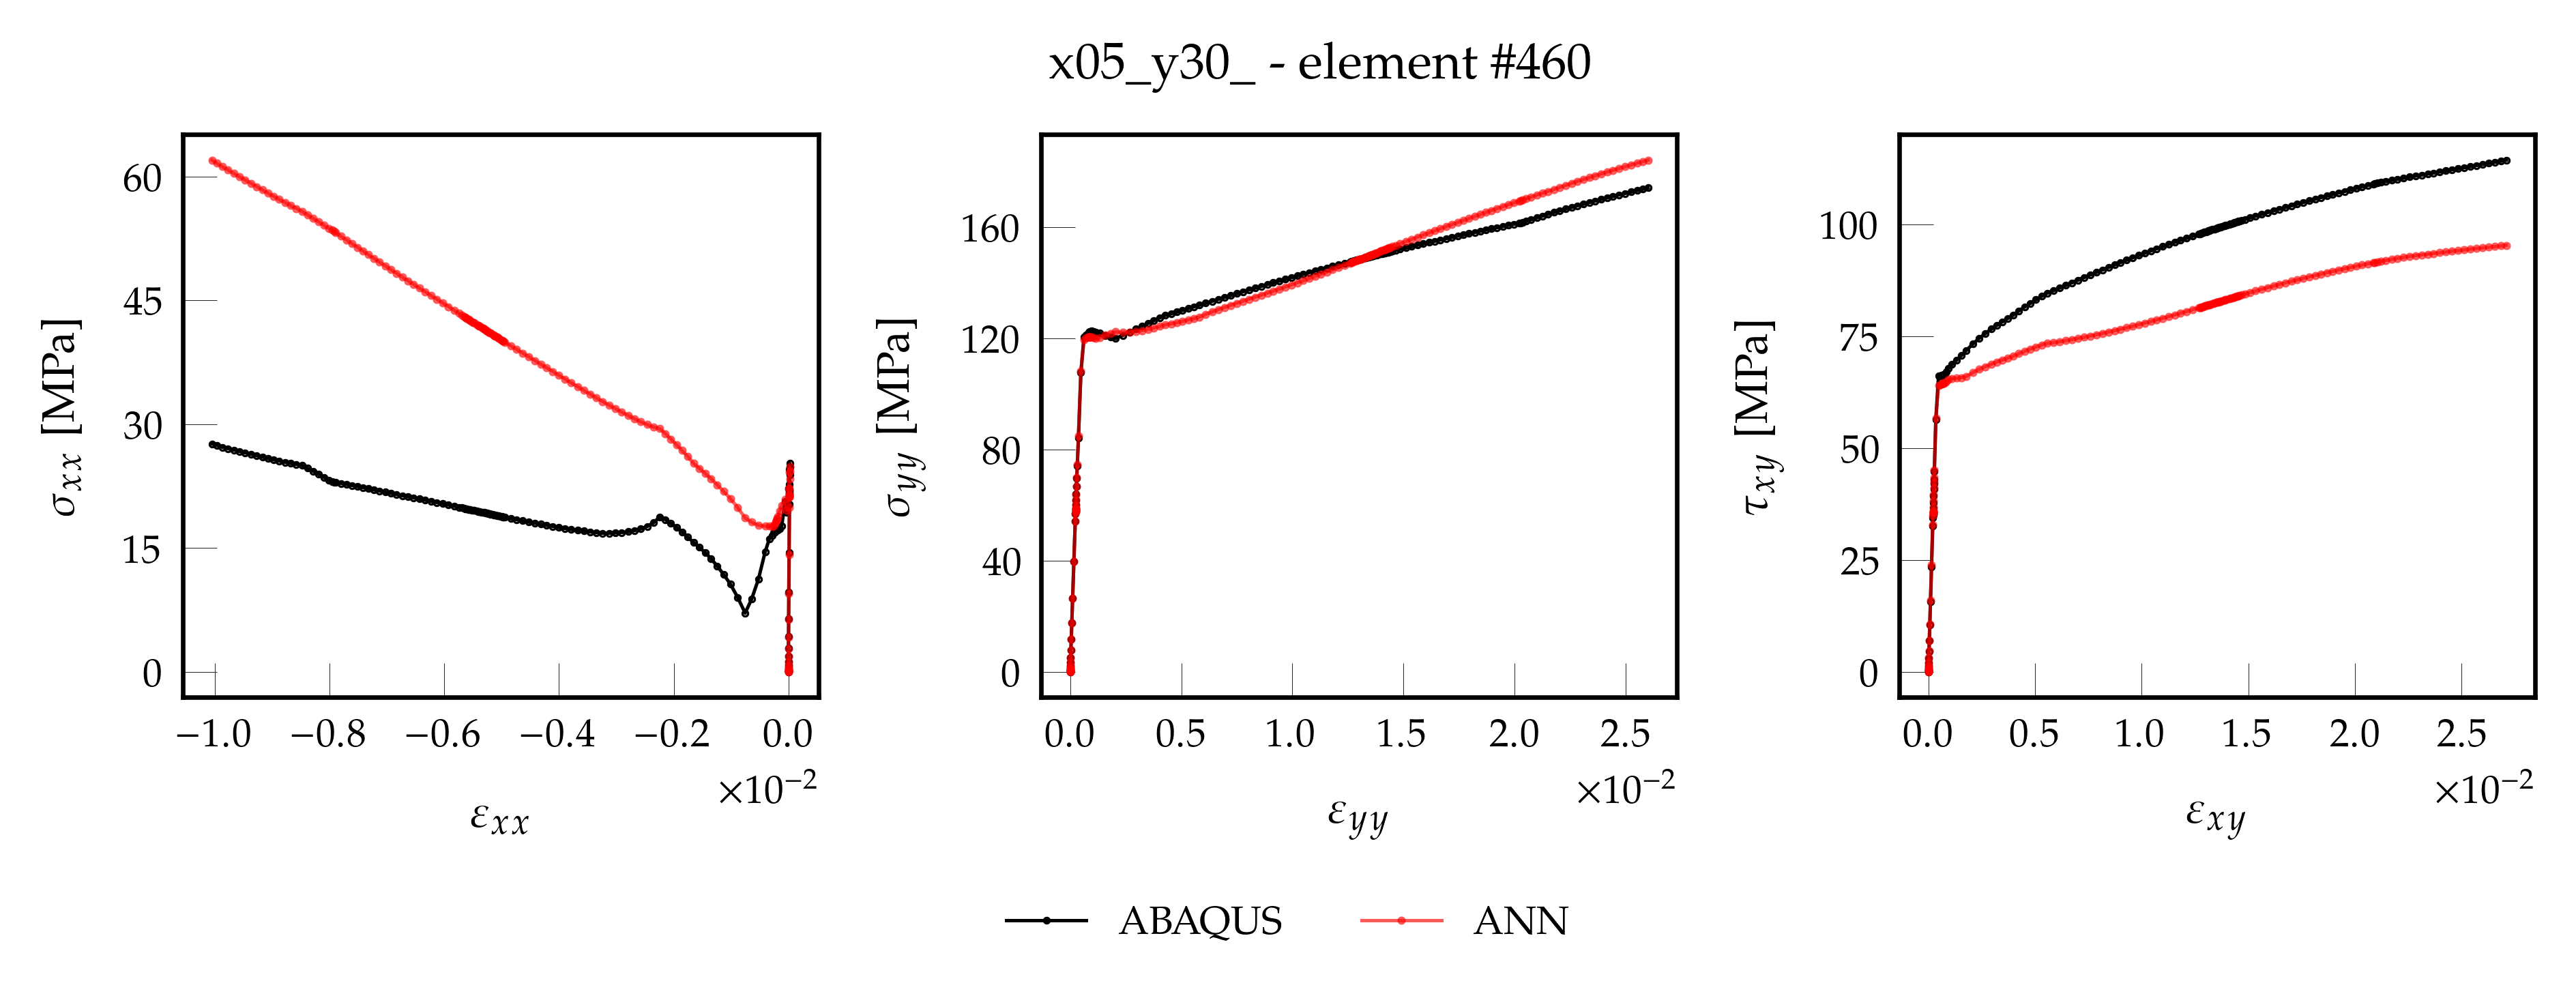 x05_y30_ - element #460
σxx [MPa]
60
45
30
15
0
−1.0 −0.8 −0.6 −0.4 −0.2 0.0
×10−2
εxx
σyy [MPa]
160
120
80
40
0
0.0 0.5 1.0 1.5 2.0 2.5
×10−2
εyy
τxy [MPa]
100
75
50
25
0
0.0 0.5 1.0 1.5 2.0 2.5
×10−2
εxy
ABAQUS ANN